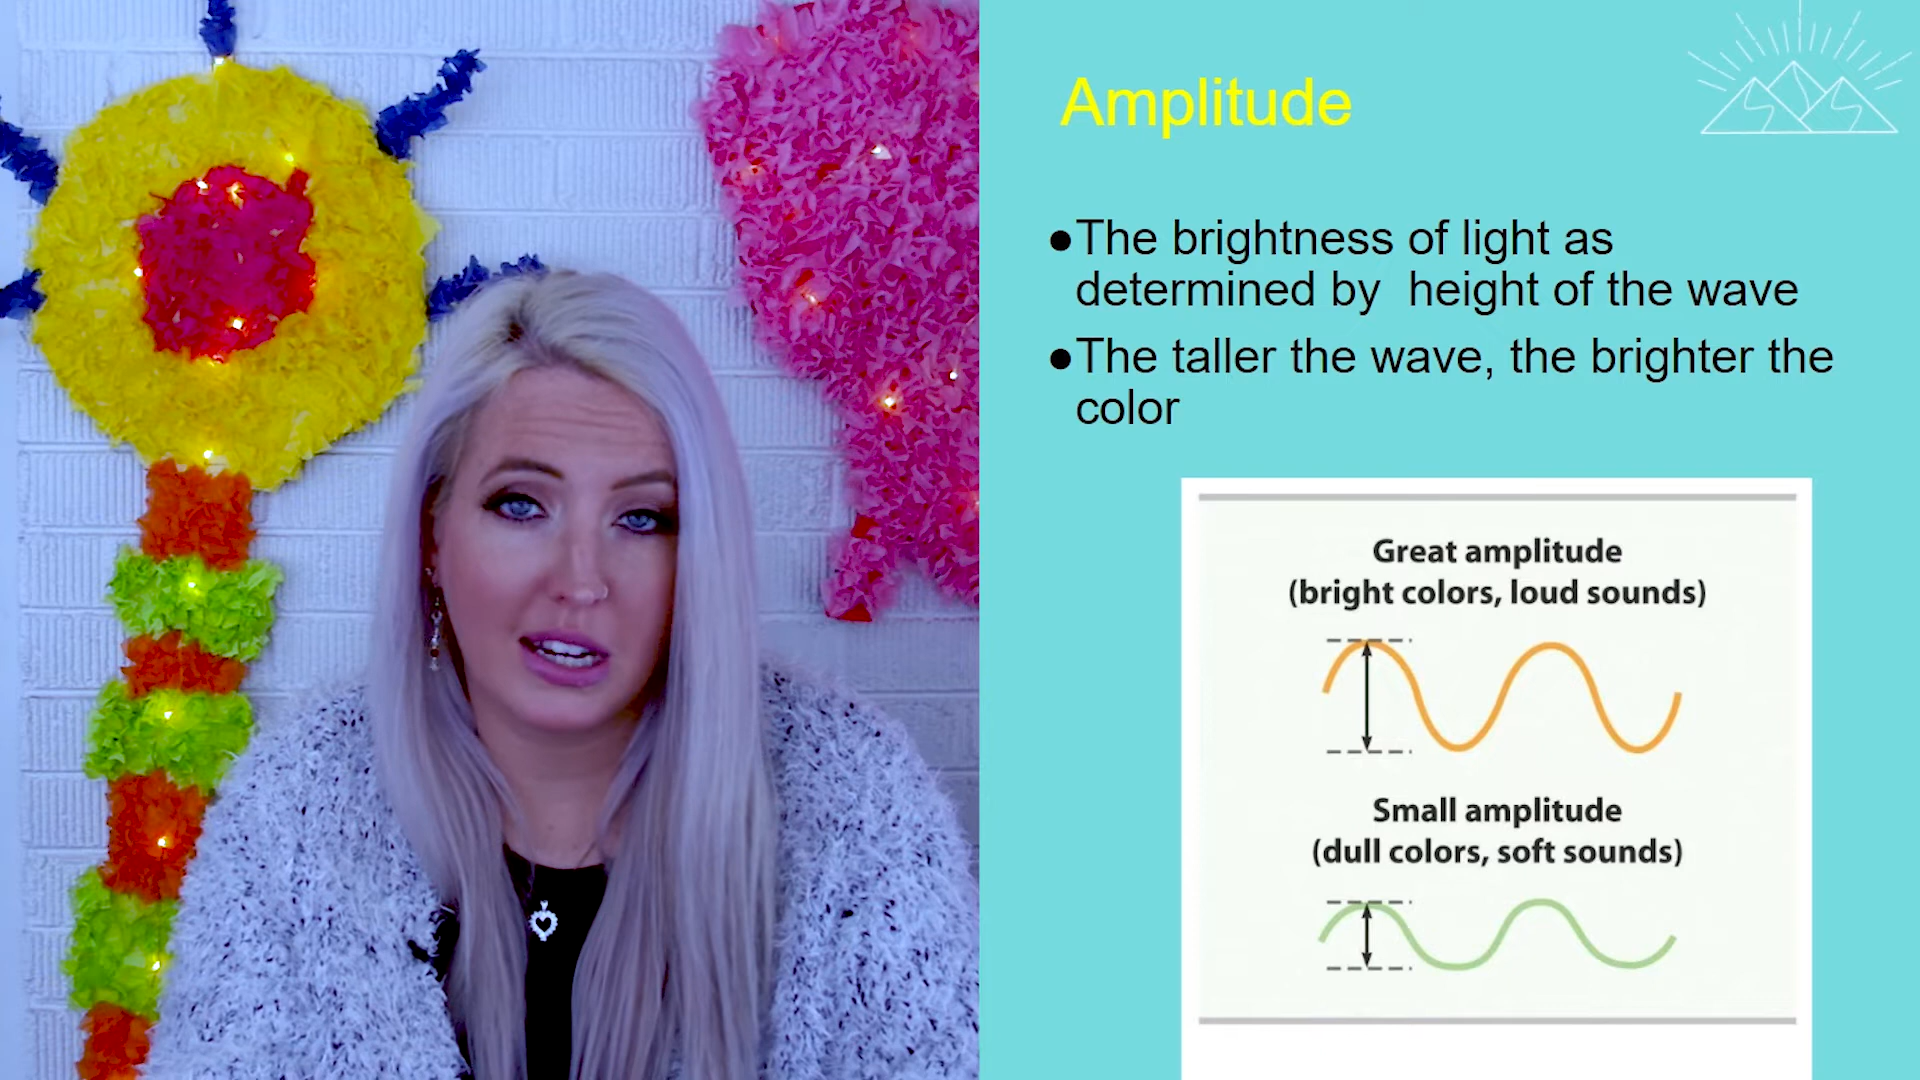 Amplitude
●The brightness of light as
determined by  height of the wave
●The taller the wave, the brighter the
color
Great amplitude
(bright colors, loud sounds)
Small amplitude
(dull colors, soft sounds)